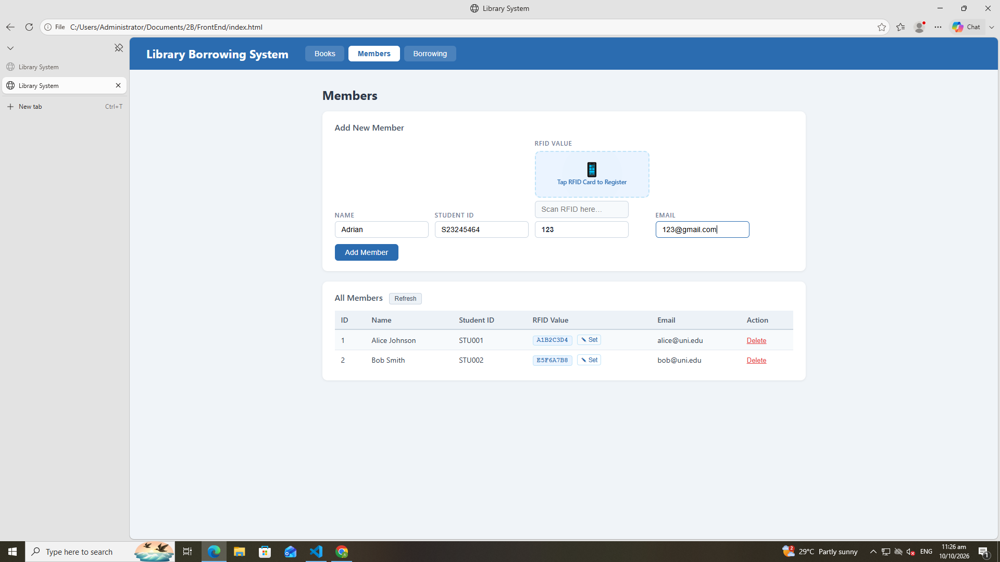 Library System
File C:/Users/Administrator/Documents/2B/FrontEnd/index.html
Chat
Library System
Library System
New tab Ctrl+T
Library Borrowing System Books Members Borrowing
Members
Add New Member
RFID VALUE
Tap RFID Card to Register
Scan RFID here...
NAME STUDENT ID EMAIL
Adrian S23245464 123 123@gmail.com
Add Member
All Members Refresh
ID Name Student ID RFID Value Email Action
1 Alice Johnson STU001 A1B2C3D4 Set alice@uni.edu Delete
2 Bob Smith STU002 E5F6A7B8 Set bob@uni.edu Delete
Type here to search
2 29°C Partly sunny ENG 11:26 am
10/10/2026 1